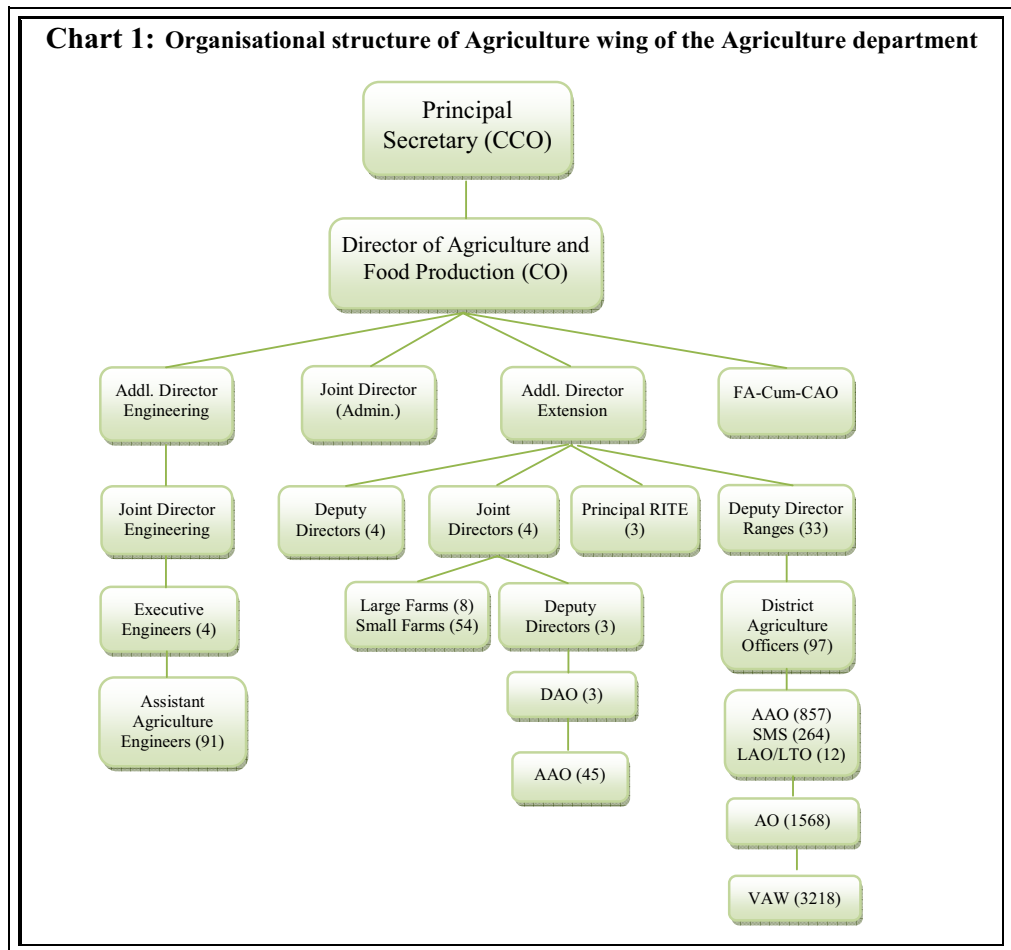 Chart 1: Organisational structure of Agriculture wing of the Agriculture department
Principal
Secretary (CCO)
Director of Agriculture and
Food Production (CO)
Addl. Director
Engineering
Joint Director
(Admin.)
Addl. Director
Extension
FA-Cum-CAO
Joint Director
Engineering
Deputy
Directors (4)
Joint
Directors (4)
Principal RITE
(3)
Deputy Director
Ranges (33)
Executive
Engineers (4)
Large Farms (8)
Small Farms (54)
Deputy
Directors (3)
District
Agriculture
Officers (97)
Assistant
Agriculture
Engineers (91)
DAO (3)
AAO (857)
SMS (264)
LAO/LTO (12)
AAO (45)
AO (1568)
VAW (3218)